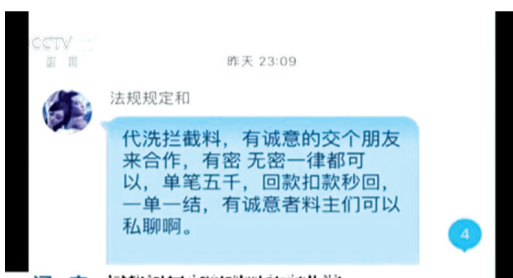 CCTV
昨天 23:09
法规规定和
代洗拦截料，有诚意的交个朋友
来合作，有密 无密一律都可
以，单笔五千，回款扣款秒回，
一单一结，有诚意者料主们可以
私聊啊。
4